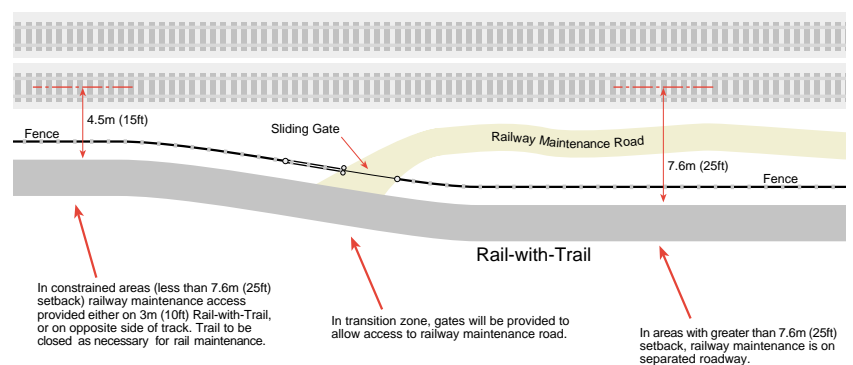 4.5m (15ft)
Sliding Gate
Fence
Railway Maintenance Road
7.6m (25ft)
Fence
Rail-with-Trail
In constrained areas (less than 7.6m (25ft)
setback) railway maintenance access
provided either on 3m (10ft) Rail-with-Trail,
or on opposite side of track. Trail to be
closed as necessary for rail maintenance.
In transition zone, gates will be provided to
allow access to railway maintenance road.
In areas with greater than 7.6m (25ft)
setback, railway maintenance is on
separated roadway.